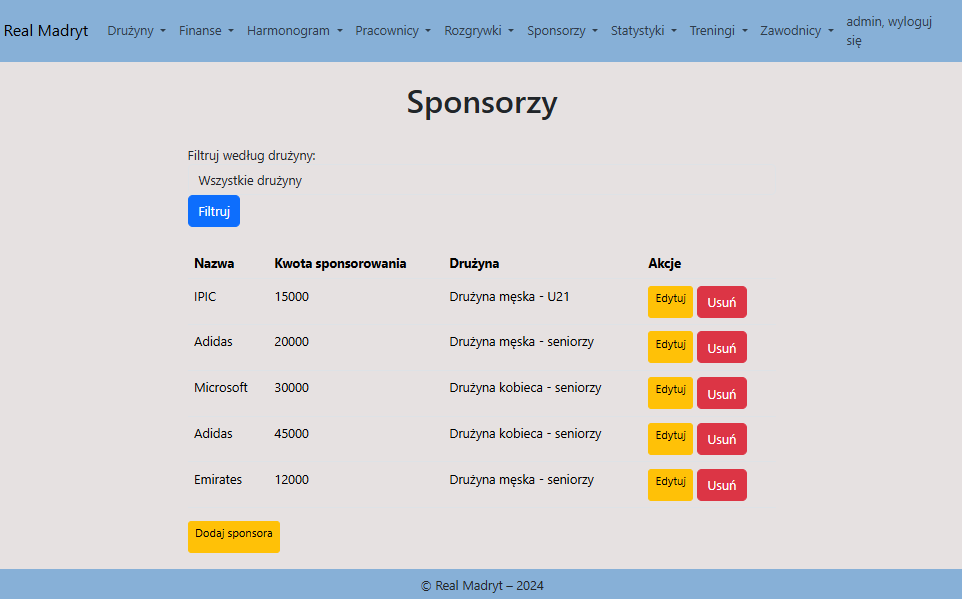 Real Madryt Drużyny Finanse Harmonogram Pracownicy Rozgrywki Sponsorzy Statystyki Treningi Zawodnicy admin, wyloguj
się
Sponsorzy
Filtruj według drużyny:
Wszystkie drużyny
Filtruj
Nazwa Kwota sponsorowania Drużyna Akcje
IPIC 15000 Drużyna męska - U21 Edytuj Usuń
Adidas 20000 Drużyna męska - seniorzy Edytuj Usuń
Microsoft 30000 Drużyna kobieca - seniorzy Edytuj Usuń
Adidas 45000 Drużyna kobieca - seniorzy Edytuj Usuń
Emirates 12000 Drużyna męska - seniorzy Edytuj Usuń
Dodaj sponsora
© Real Madryt – 2024